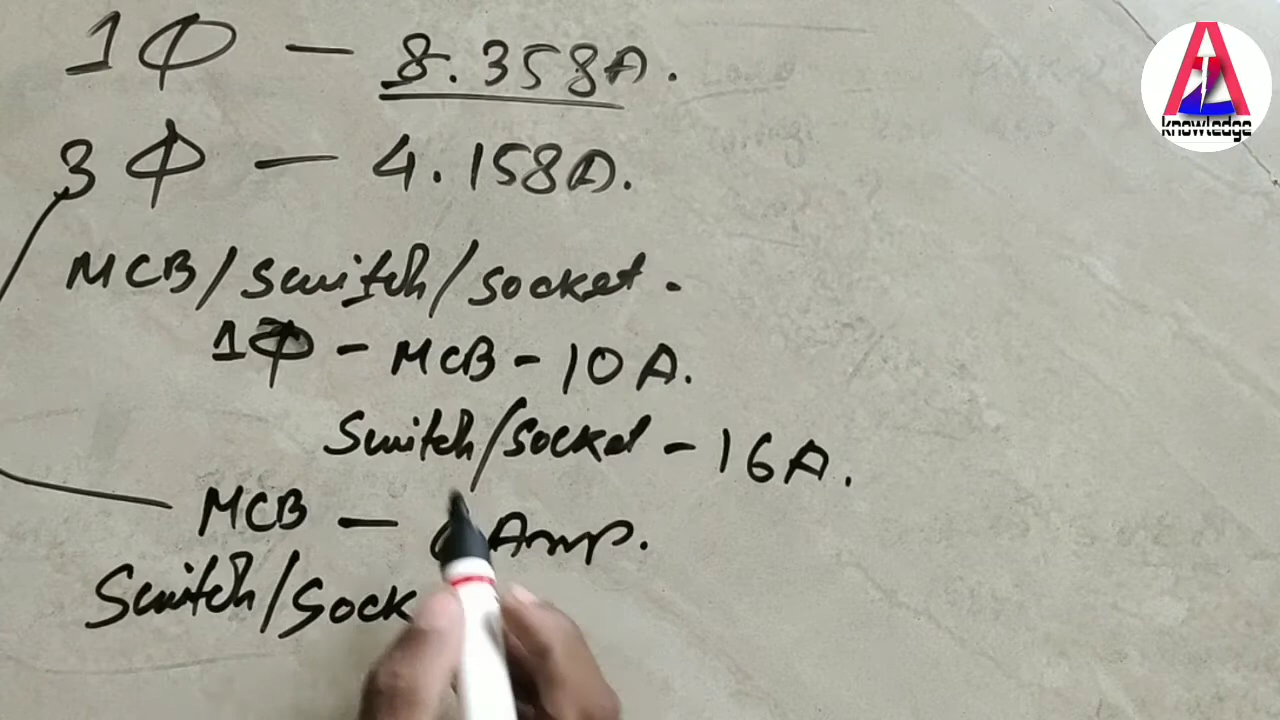 1Φ — 8.358A.
3Φ — 4.158A.
MCB/Switch/Socket.
1Φ - MCB - 10A.
Switch/Socket - 16A.
MCB — Amp.
Switch/Sock
A
knowledge